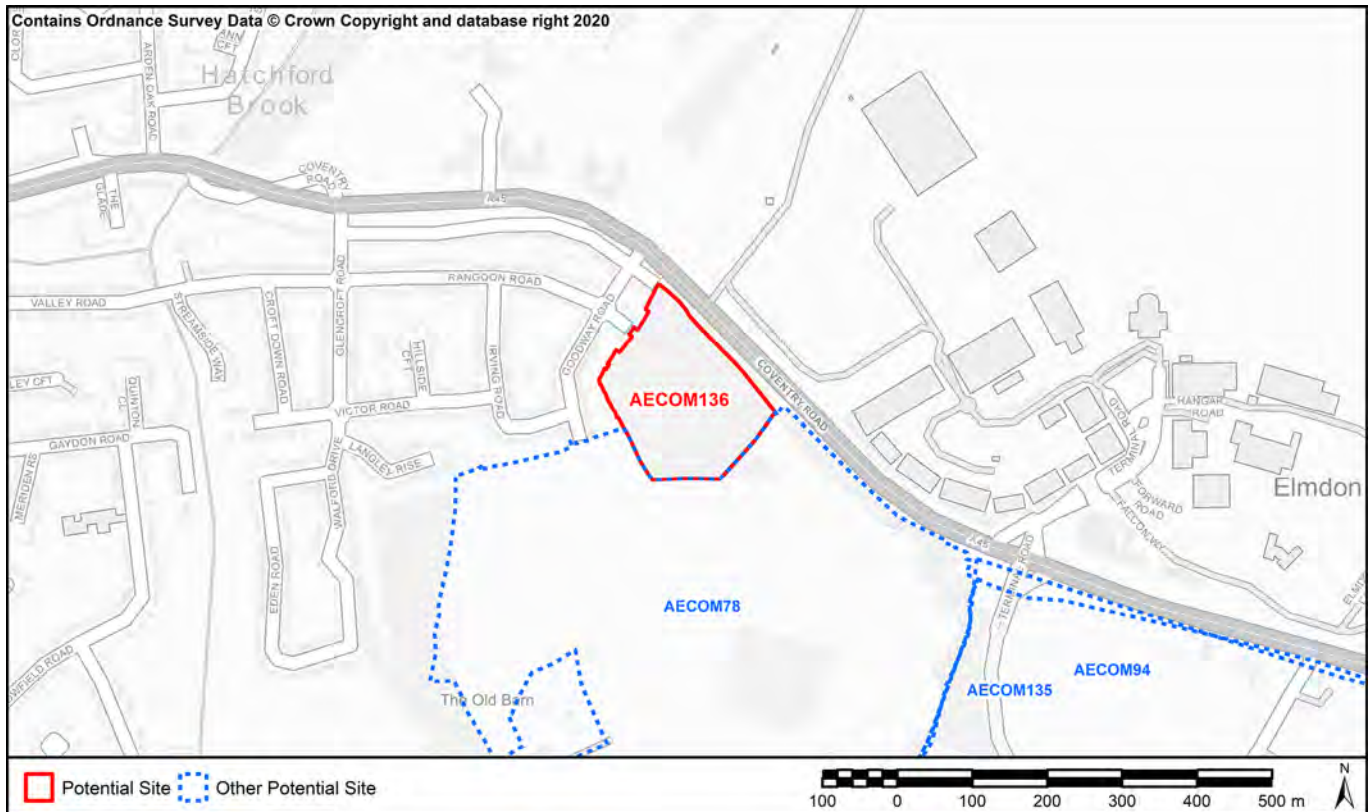 Contains Ordnance Survey Data © Crown Copyright and database right 2020
ARDEN OAK ROAD
ANN
CFT
Hatchford
Brook
COVENTRY
ROAD
THE
GLADE
A45
RANGOON ROAD
VALLEY ROAD
STREAMSIDE WAY
CROFT DOWN ROAD
GLENCROFT ROAD
HILLSIDE
CFT
IRVING ROAD
GOODWAY ROAD
AECOM136
COVENTRY ROAD
QUINTON
CL
VICTOR ROAD
GAYDON ROAD
LANGLEY RISE
WALFORD DRIVE
EDEN ROAD
HANGAR
ROAD
TERMINAL ROAD
FORWARD
ROAD
FALCON WAY
Elmdon
A45
TERMINAL ROAD
AECOM78
AECOM94
AECOM135
The Old Barn
Potential Site
Other Potential Site
100 0 100 200 300 400 500 m
N